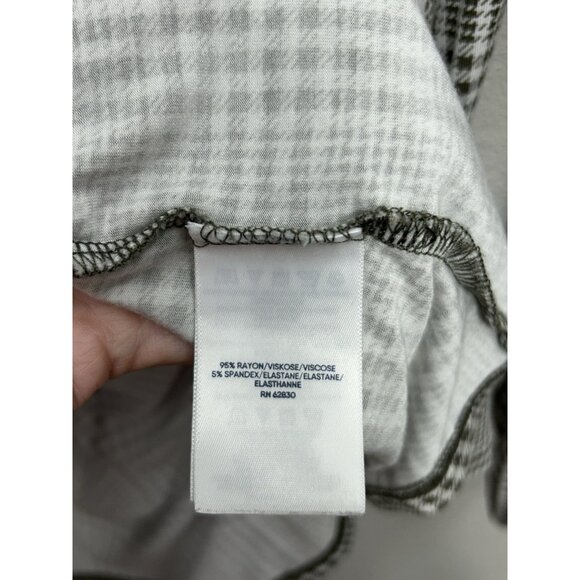 95% RAYON/VISKOSE/VISCOSE
5% SPANDEX/ELASTANE/ELASTANE/
ELASTHANNE
RN 62830